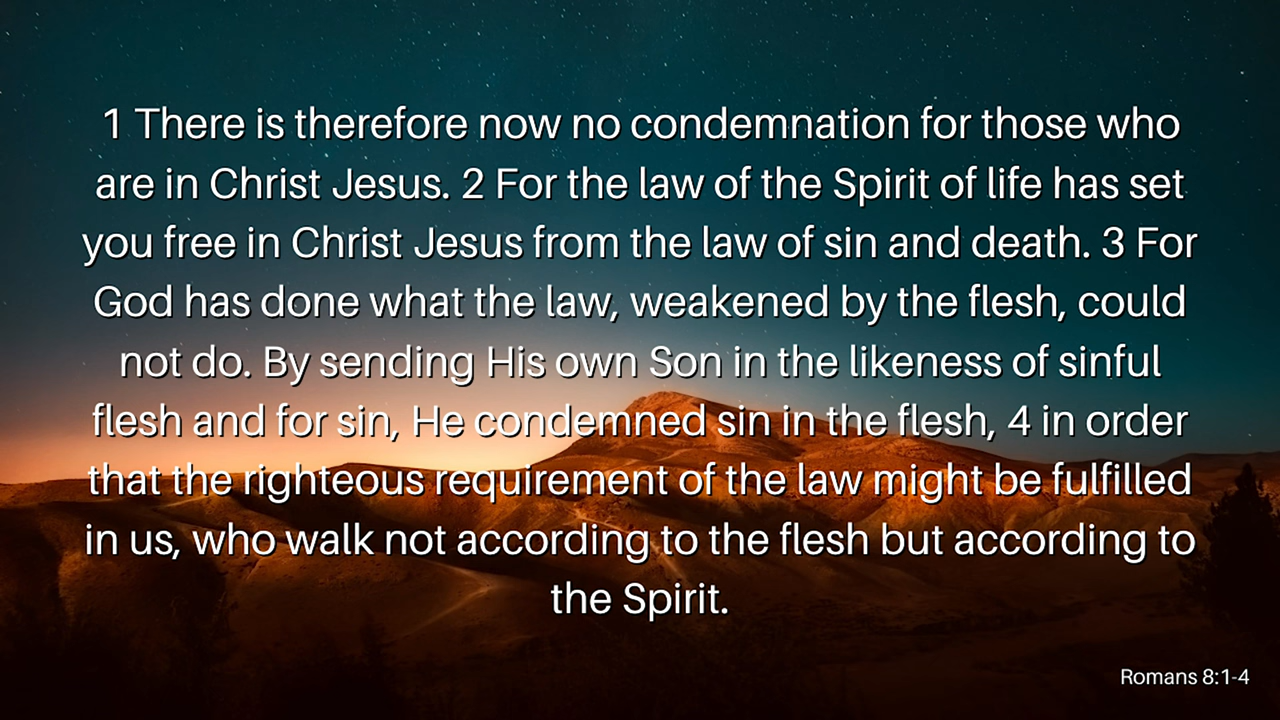 1 There is therefore now no condemnation for those who
are in Christ Jesus. 2 For the law of the Spirit of life has set
you free in Christ Jesus from the law of sin and death. 3 For
God has done what the law, weakened by the flesh, could
not do. By sending His own Son in the likeness of sinful
flesh and for sin, He condemned sin in the flesh, 4 in order
that the righteous requirement of the law might be fulfilled
in us, who walk not according to the flesh but according to
the Spirit.
Romans 8:1-4